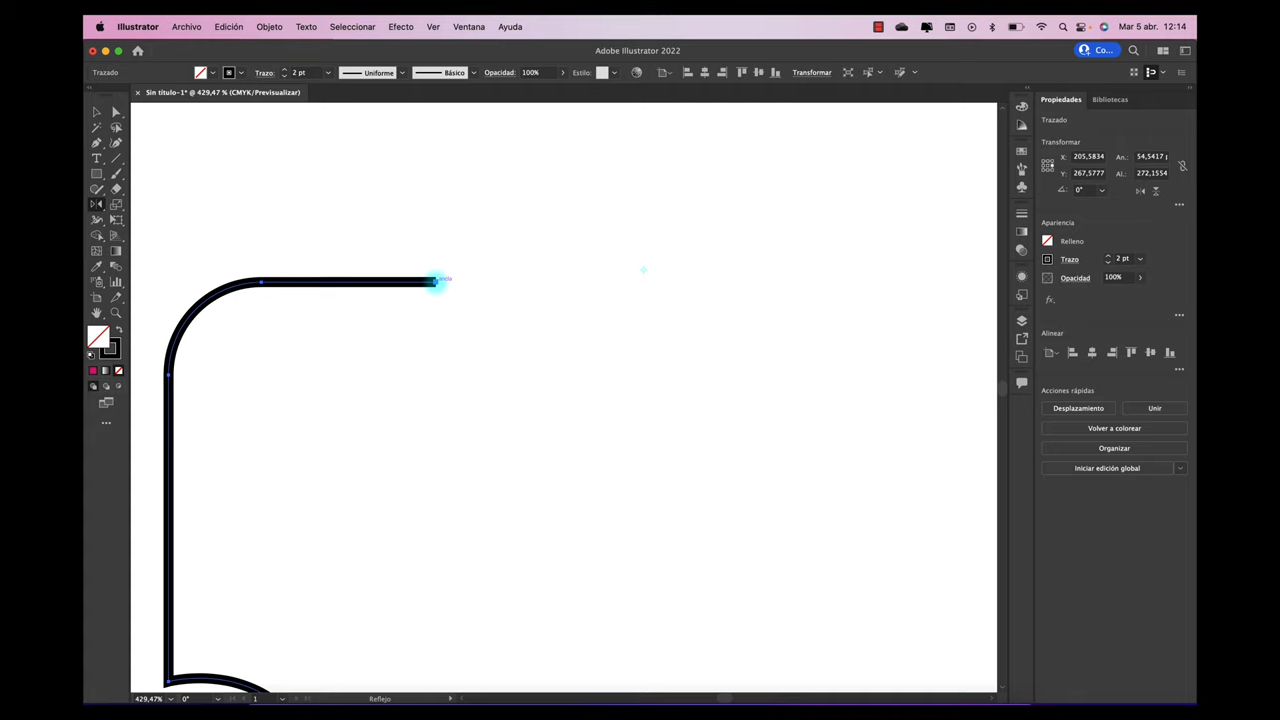 Illustrator Archivo Edición Objeto Texto Seleccionar Efecto Ver Ventana Ayuda Mar 5 abr. 12:14
Adobe Illustrator 2022 Co...
Trazado Trazo: 2 pt Uniforme Básico Opacidad: 100% Estilo: Transformar
Sin título-1* @ 429,47 % (CMYK/Previsualizar)
Propiedades Bibliotecas
Trazado
Transformar
X: 205,5834 An.: 54,5417 p
Y: 267,5777 Al.: 272,1554
0°
Apariencia
Relleno
Trazo 2 pt
Opacidad 100%
fx.
Alinear
Acciones rápidas
Desplazamiento Unir
Volver a colorear
Organizar
Iniciar edición global
429,47% 0° 1 Reflejo